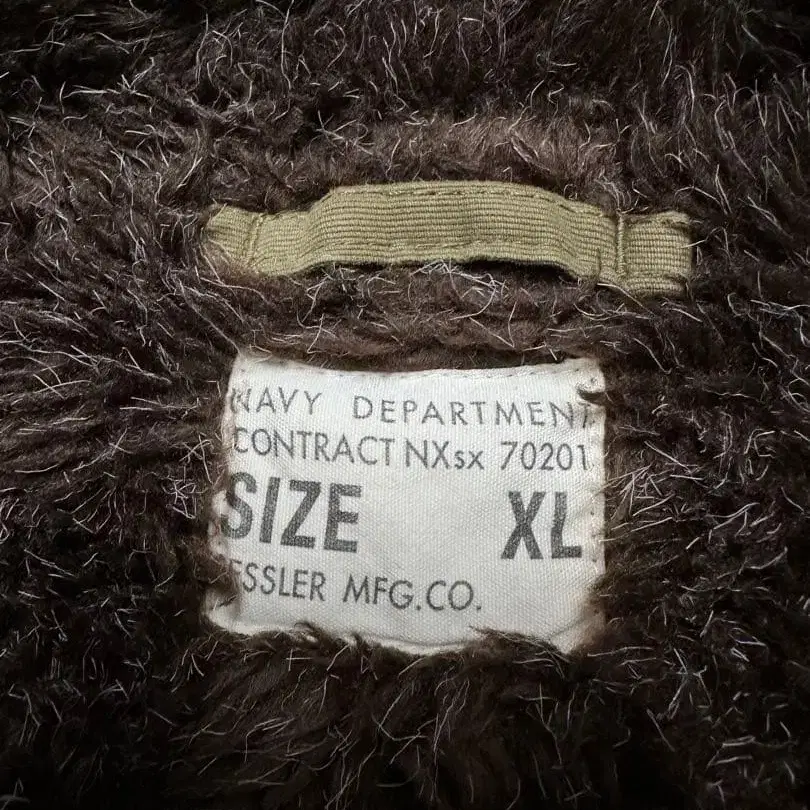 NAVY DEPARTMENT
CONTRACT NXsx 70201
SIZE XL
ESSLER MFG.CO.